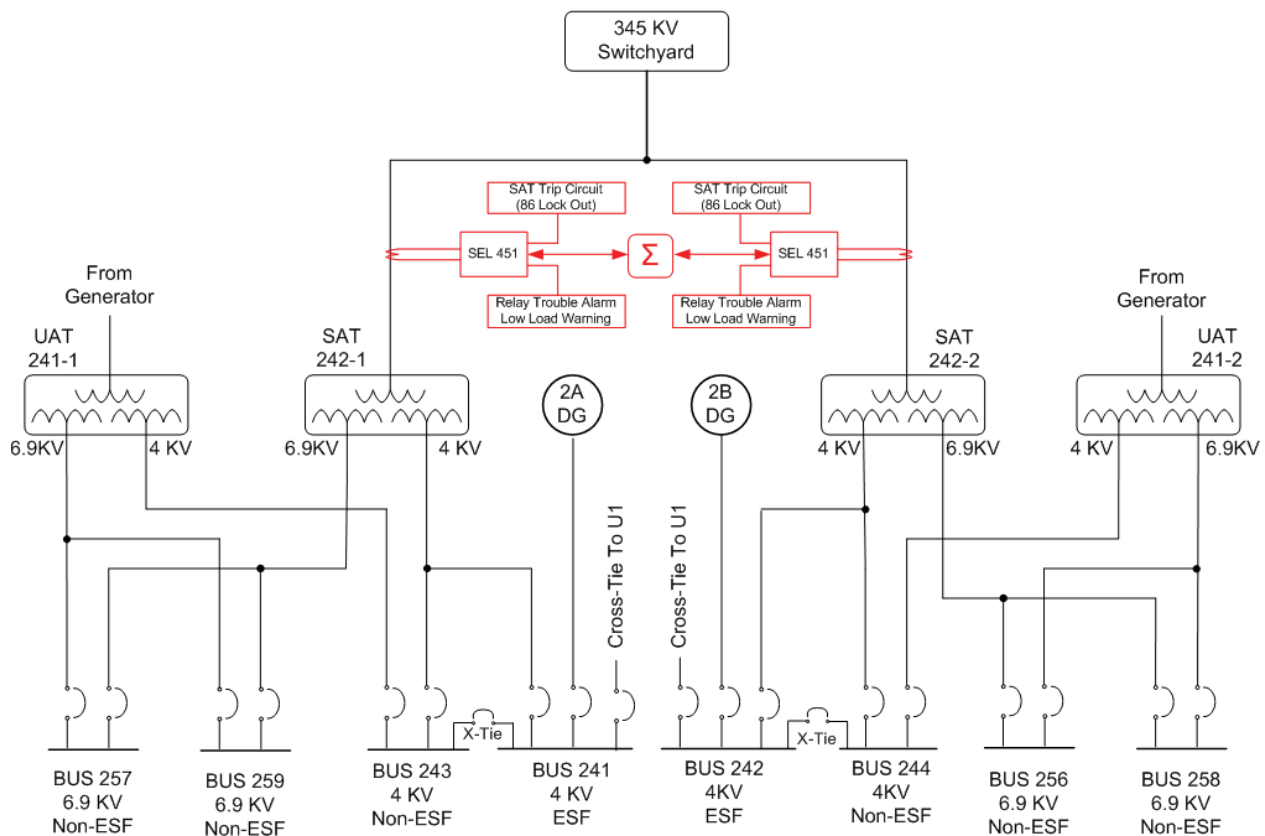 345 KV
Switchyard
SAT Trip Circuit
(86 Lock Out)
SAT Trip Circuit
(86 Lock Out)
SEL 451
Σ
SEL 451
Relay Trouble Alarm
Low Load Warning
Relay Trouble Alarm
Low Load Warning
From
Generator
From
Generator
UAT
241-1
SAT
242-1
2A
DG
2B
DG
SAT
242-2
UAT
241-2
6.9KV
4 KV
6.9KV
4 KV
4 KV
6.9KV
4 KV
6.9KV
Cross-Tie To U1
Cross-Tie To U1
X-Tie
X-Tie
BUS 257
6.9 KV
Non-ESF
BUS 259
6.9 KV
Non-ESF
BUS 243
4 KV
Non-ESF
BUS 241
4 KV
ESF
BUS 242
4KV
ESF
BUS 244
4KV
Non-ESF
BUS 256
6.9 KV
Non-ESF
BUS 258
6.9 KV
Non-ESF